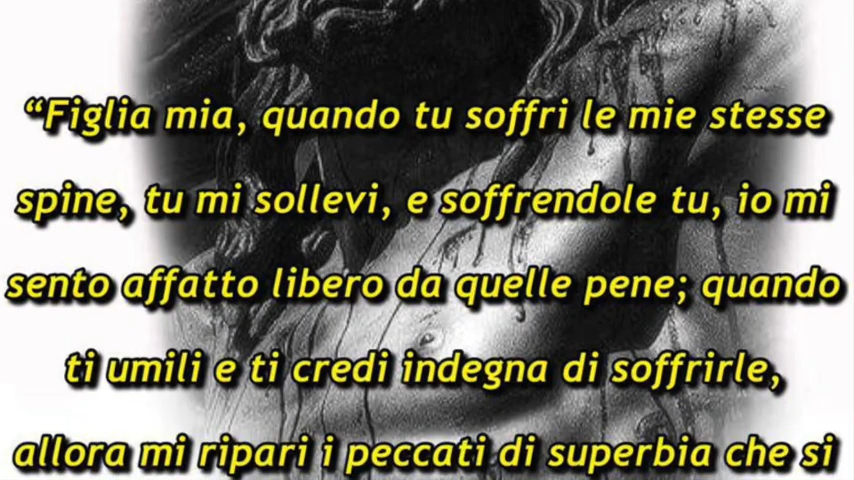 “Figlia mia, quando tu soffri le mie stesse
spine, tu mi sollevi, e soffrendole tu, io mi
sento affatto libero da quelle pene; quando
ti umili e ti credi indegna di soffrirle,
allora mi ripari i peccati di superbia che si